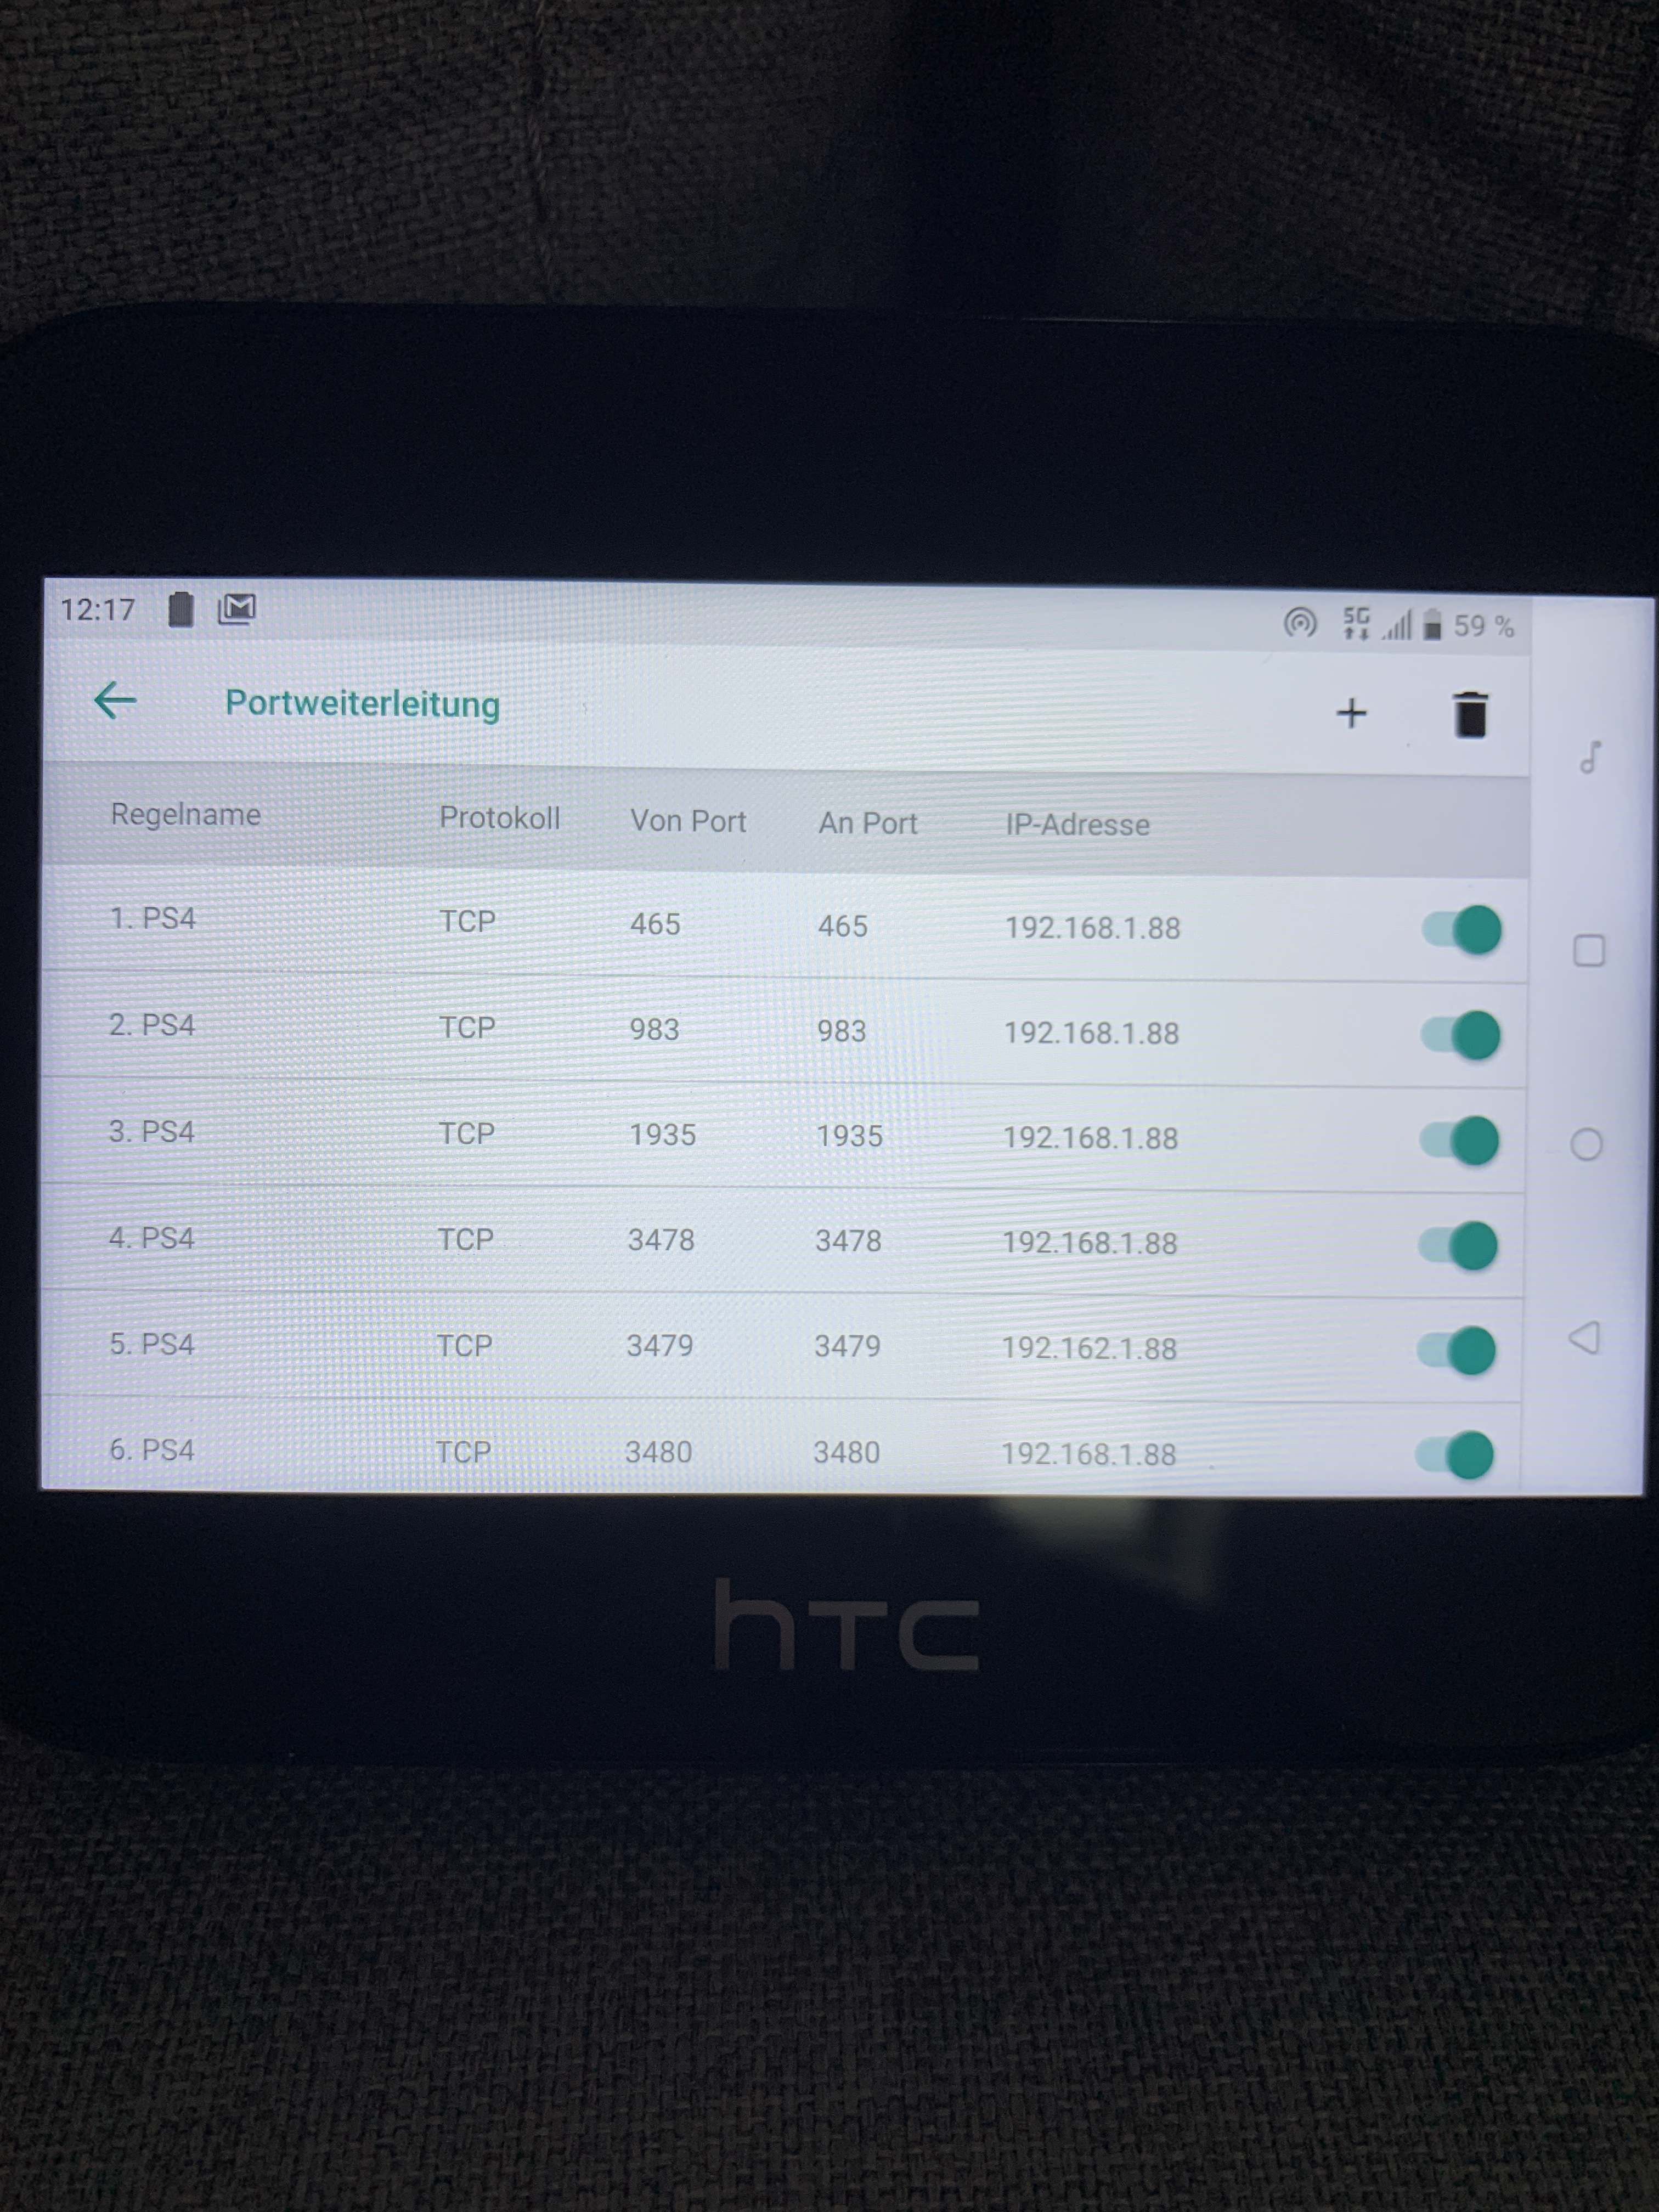 12:17 5G 59 %
Portweiterleitung
Regelname Protokoll Von Port An Port IP-Adresse
1. PS4 TCP 465 465 192.168.1.88
2. PS4 TCP 983 983 192.168.1.88
3. PS4 TCP 1935 1935 192.168.1.88
4. PS4 TCP 3478 3478 192.168.1.88
5. PS4 TCP 3479 3479 192.162.1.88
6. PS4 TCP 3480 3480 192.168.1.88
hTC